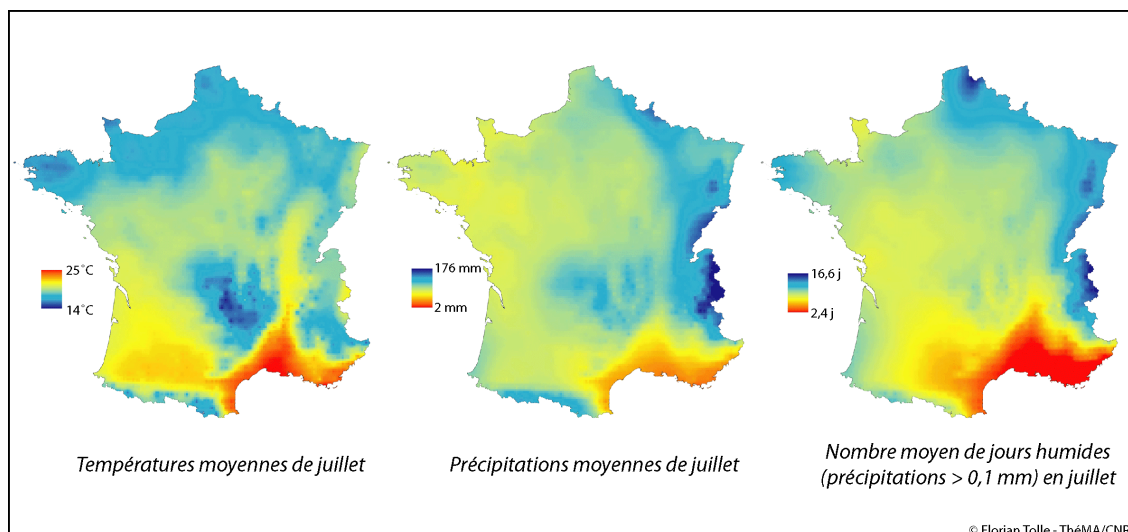 25°C
14°C
176 mm
2 mm
16,6 j
2,4 j
Températures moyennes de juillet
Précipitations moyennes de juillet
Nombre moyen de jours humides
(précipitations > 0,1 mm) en juillet
© Florian Tolle - ThéMA/CNR